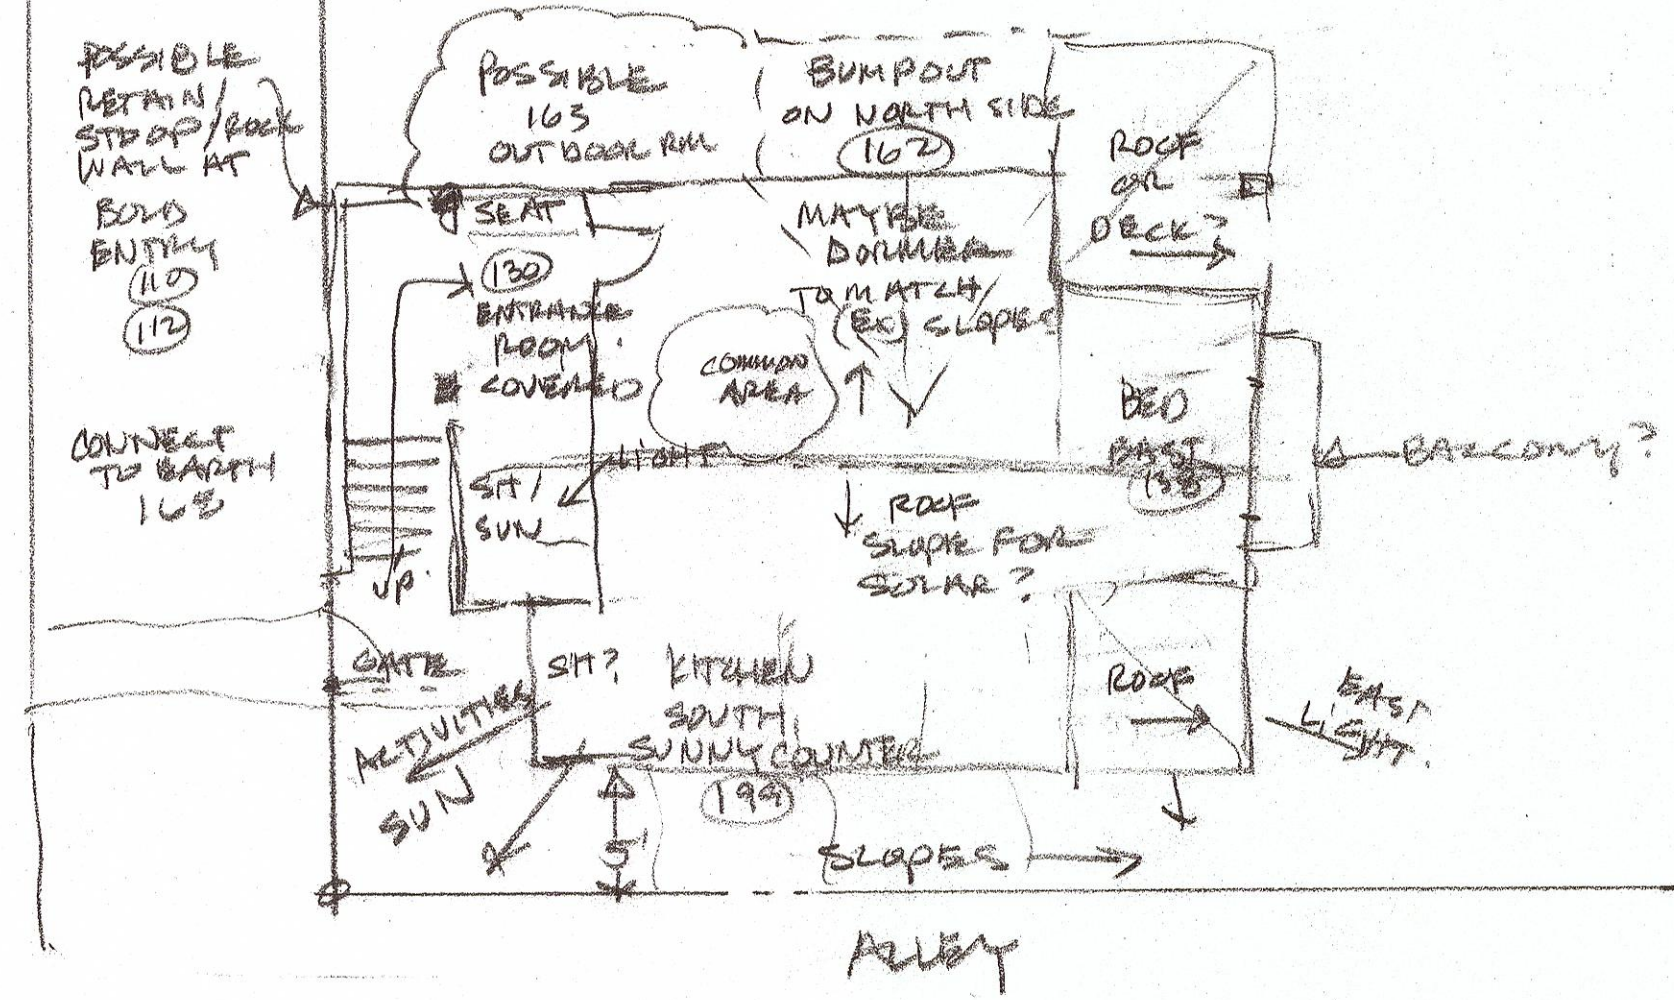 POSSIBLE
RETAIN/
STOOP/ROCK
WALL AT
BOLD
ENTRY
110
112
CONNECT
TO EARTH
168
POSSIBLE
163
OUTDOOR RM
BUMPOUT
ON NORTH SIDE
162
ROOF
OR
DECK?
SEAT
130
ENTRANCE
ROOM.
COVERED
MAYBE
DORMER
TO MATCH
(EX) SLOPES
COMMON
AREA
BED
EAST
138
BALCONY?
LIGHT
SIT/
SUN
UP
ROOF
SLOPE FOR
SOLAR?
GATE
ACTIVITIES
SUN
SIT?
KITCHEN
SOUTH,
SUNNY COUNTER
199
ROOF
EAST
LIGHT.
5'
SLOPES
ALLEY